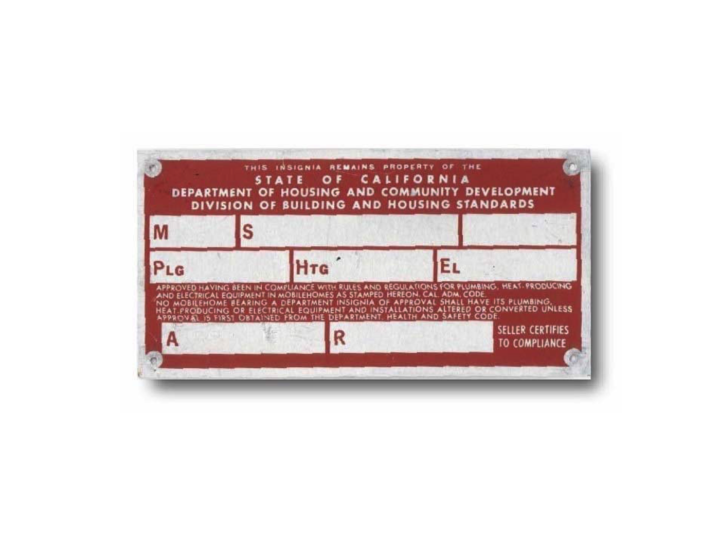 THIS INSIGNIA REMAINS PROPERTY OF THE
STATE OF CALIFORNIA
DEPARTMENT OF HOUSING AND COMMUNITY DEVELOPMENT
DIVISION OF BUILDING AND HOUSING STANDARDS
M S
PLG HTG EL
APPROVED HAVING BEEN IN COMPLIANCE WITH RULES AND REGULATIONS FOR PLUMBING, HEAT-PRODUCING
AND ELECTRICAL EQUIPMENT IN MOBILEHOMES AS STAMPED HEREON. CAL. ADM. CODE.
NO MOBILEHOME BEARING A DEPARTMENT INSIGNIA OF APPROVAL SHALL HAVE ITS PLUMBING,
HEAT PRODUCING OR ELECTRICAL EQUIPMENT AND INSTALLATIONS ALTERED OR CONVERTED UNLESS
APPROVAL IS FIRST OBTAINED FROM THE DEPARTMENT. HEALTH AND SAFETY CODE.
A R SELLER CERTIFIES
TO COMPLIANCE